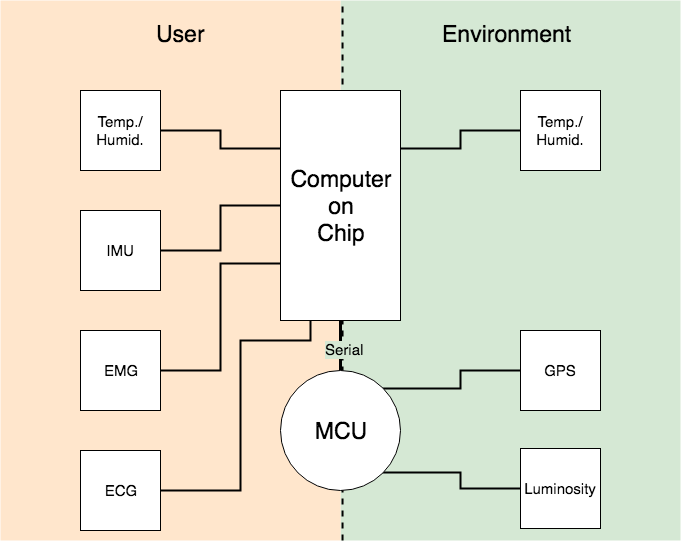 User
Environment
Temp./
Humid.
Computer
on
Chip
Temp./
Humid.
IMU
EMG
Serial
GPS
MCU
ECG
Luminosity